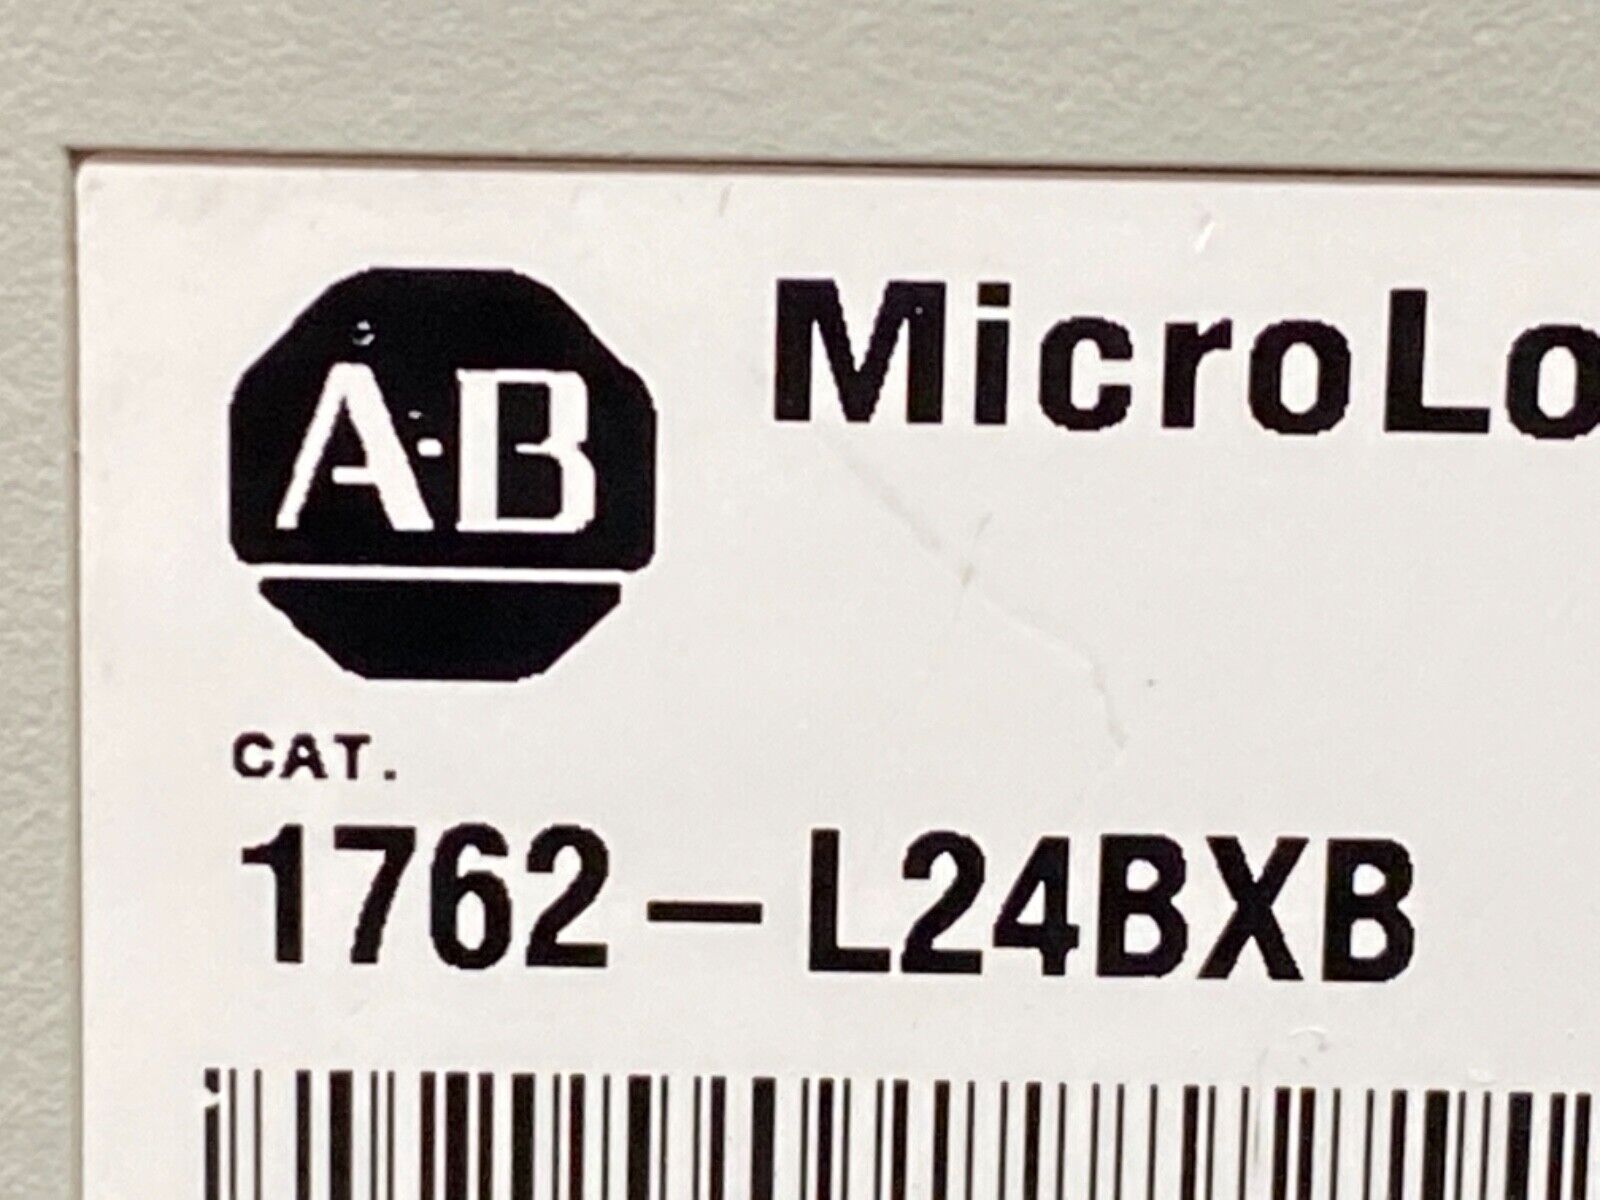 A-B
MicroLo
CAT.
1762-L24BXB